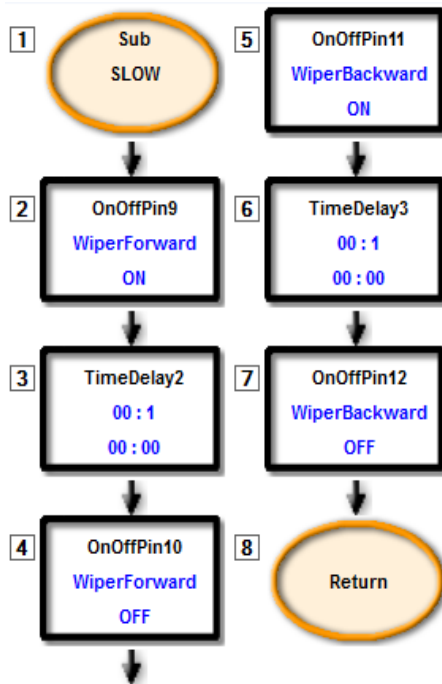 1
Sub
SLOW
2
OnOffPin9
WiperForward
ON
3
TimeDelay2
00 : 1
00 : 00
4
OnOffPin10
WiperForward
OFF
5
OnOffPin11
WiperBackward
ON
6
TimeDelay3
00 : 1
00 : 00
7
OnOffPin12
WiperBackward
OFF
8
Return